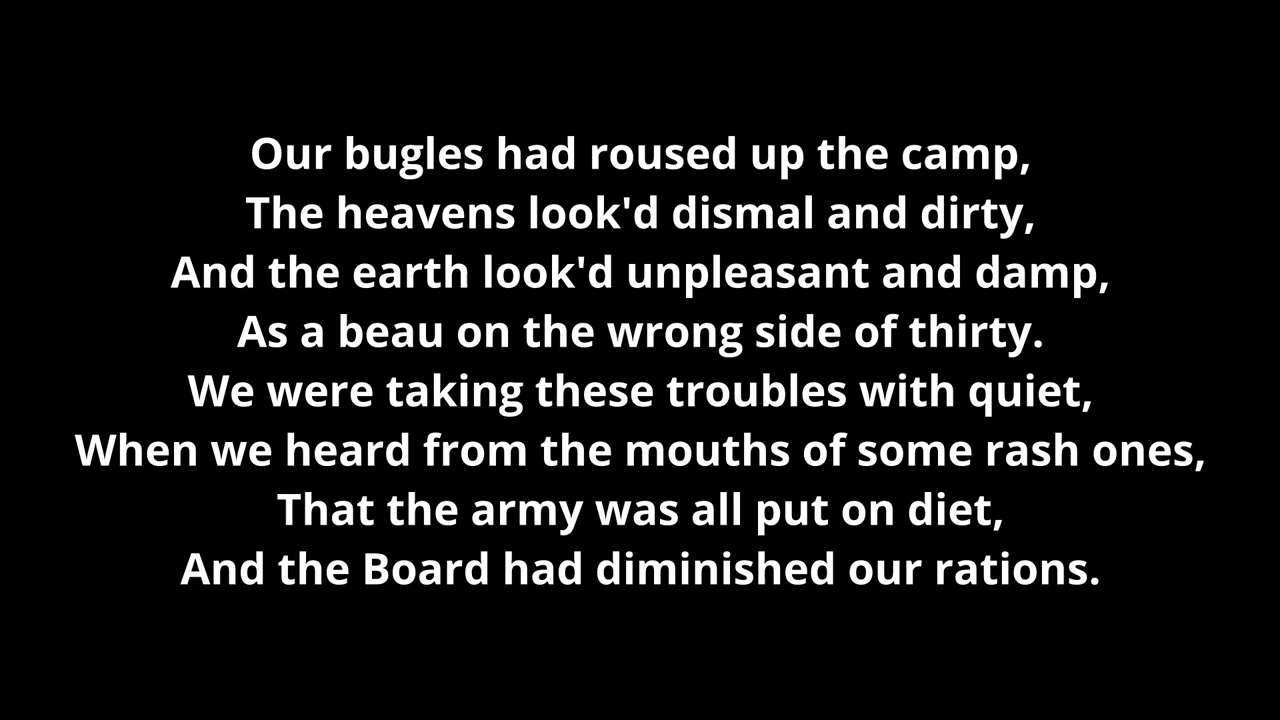 Our bugles had roused up the camp,
The heavens look'd dismal and dirty,
And the earth look'd unpleasant and damp,
As a beau on the wrong side of thirty.
We were taking these troubles with quiet,
When we heard from the mouths of some rash ones,
That the army was all put on diet,
And the Board had diminished our rations.